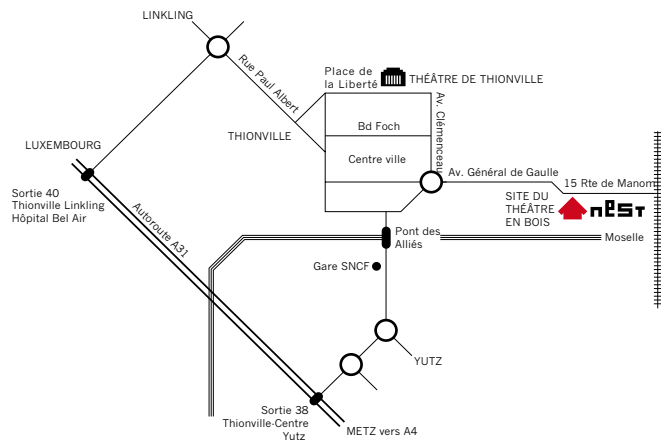 LINKLING
Rue Paul Albert
Place de
la Liberté
THÉÂTRE DE THIONVILLE
Av. Clémenceau
Bd Foch
THIONVILLE
Centre ville
LUXEMBOURG
Av. Général de Gaulle
15 Rte de Manom
Sortie 40
Thionville Linkling
Hôpital Bel Air
SITE DU
THÉÂTRE
EN BOIS
nest
Autoroute A31
Pont des
Alliés
Moselle
Gare SNCF
YUTZ
Sortie 38
Thionville-Centre
Yutz
METZ vers A4